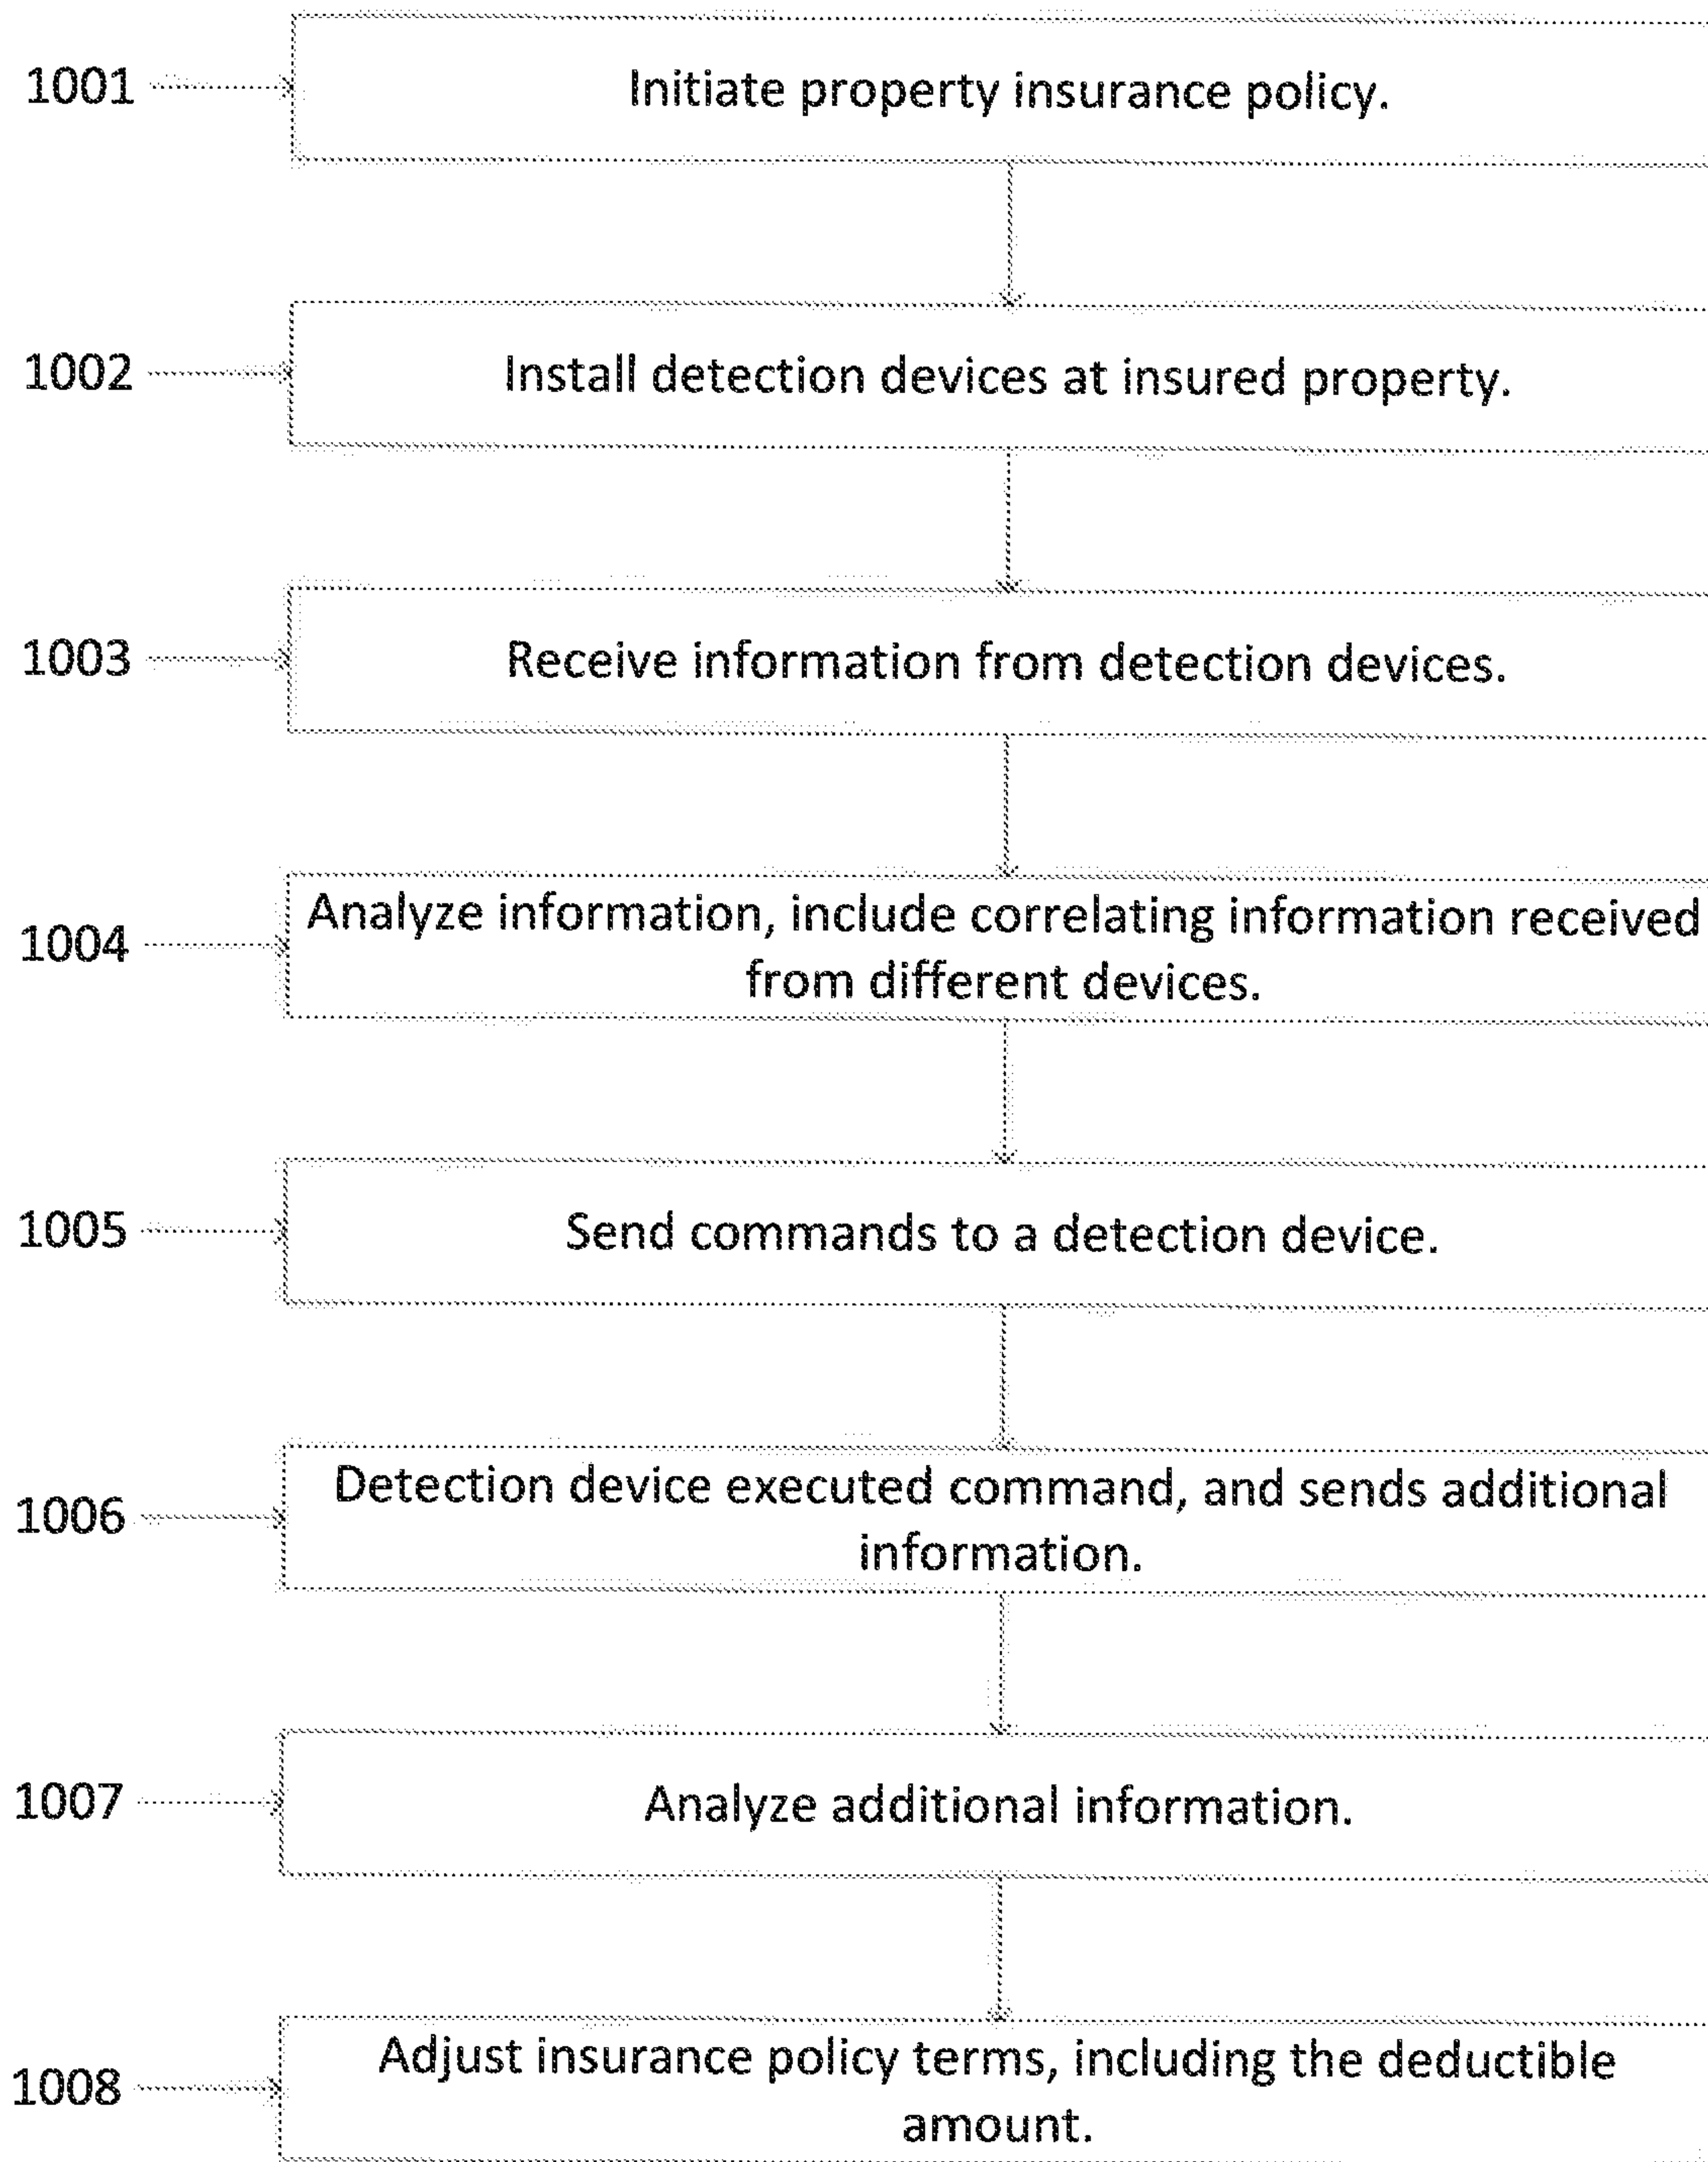 1001
Initiate property insurance policy.
1002
Install detection devices at insured property.
1003
Receive information from detection devices.
1004
Analyze information, include correlating information received
from different devices.
1005
Send commands to a detection device.
1006
Detection device executed command, and sends additional
information.
1007
Analyze additional information.
1008
Adjust insurance policy terms, including the deductible
amount.